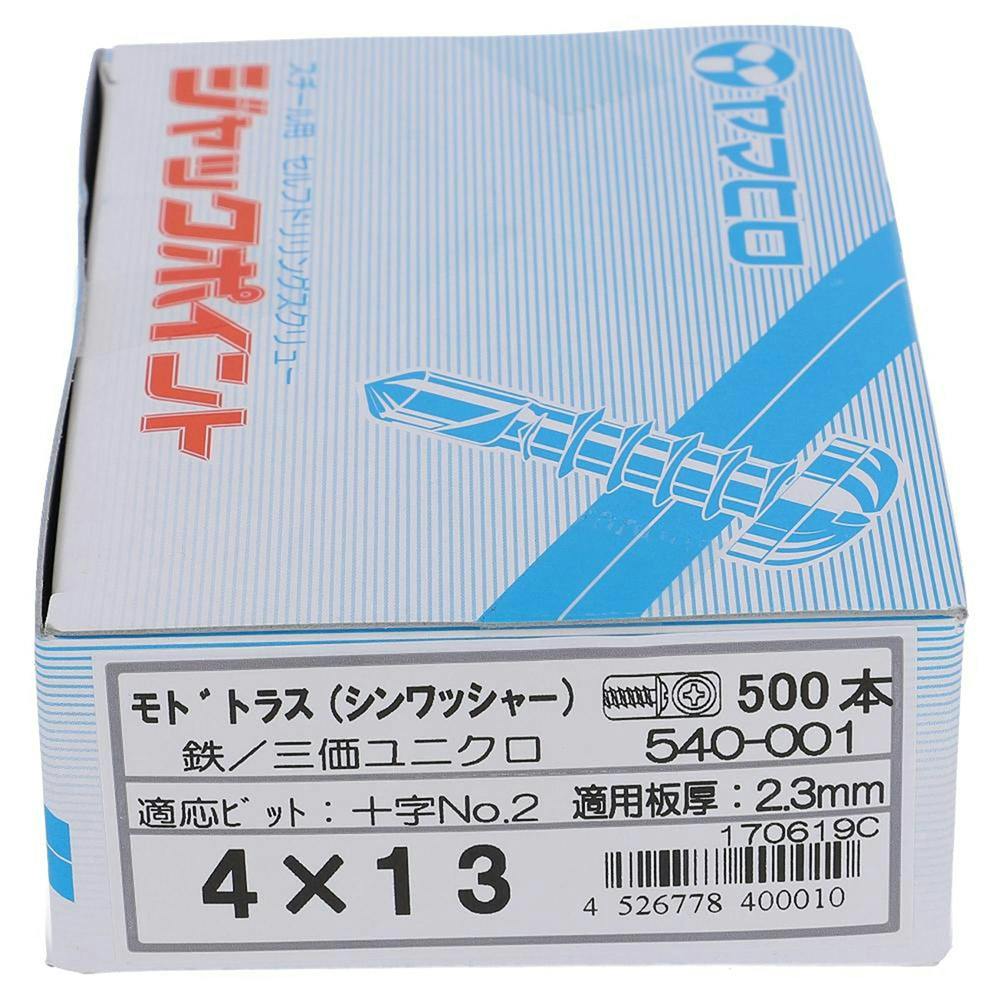 ヤマヒロ
スチール用 セルフドリリングスクリュー
ジャックポイント
モドトラス(シンワッシャー) 500本
鉄/三価ユニクロ 540-001
適応ビット:十字No.2 適用板厚:2.3mm
170619C
4×13
4 526778 400010